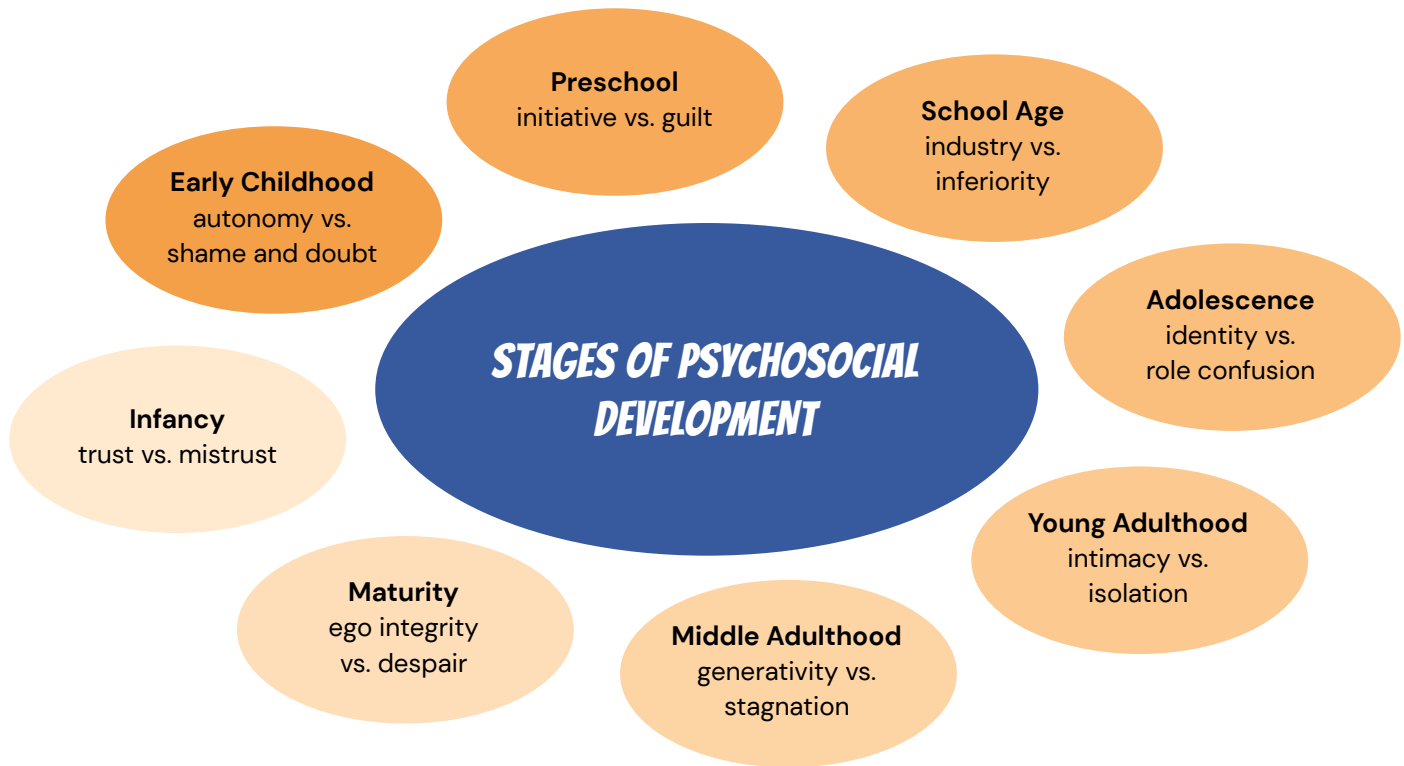 Preschool
initiative vs. guilt
School Age
industry vs.
inferiority
Early Childhood
autonomy vs.
shame and doubt
Adolescence
identity vs.
role confusion
STAGES OF PSYCHOSOCIAL
DEVELOPMENT
Infancy
trust vs. mistrust
Young Adulthood
intimacy vs.
isolation
Maturity
ego integrity
vs. despair
Middle Adulthood
generativity vs.
stagnation